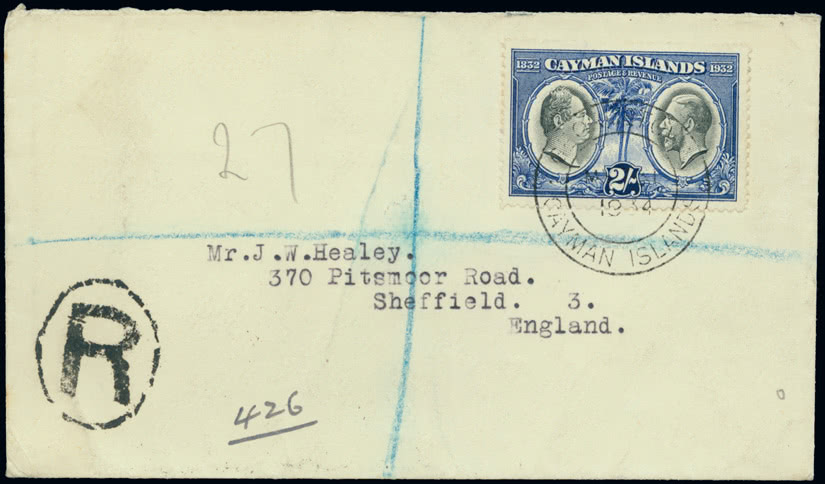 1832 CAYMAN ISLANDS 1932
POSTAGE & REVENUE
2/-
1934
CAYMAN ISLANDS
27
Mr.J.W.Healey.
370 Pitsmoor Road.
Sheffield. 3.
England.
R
426